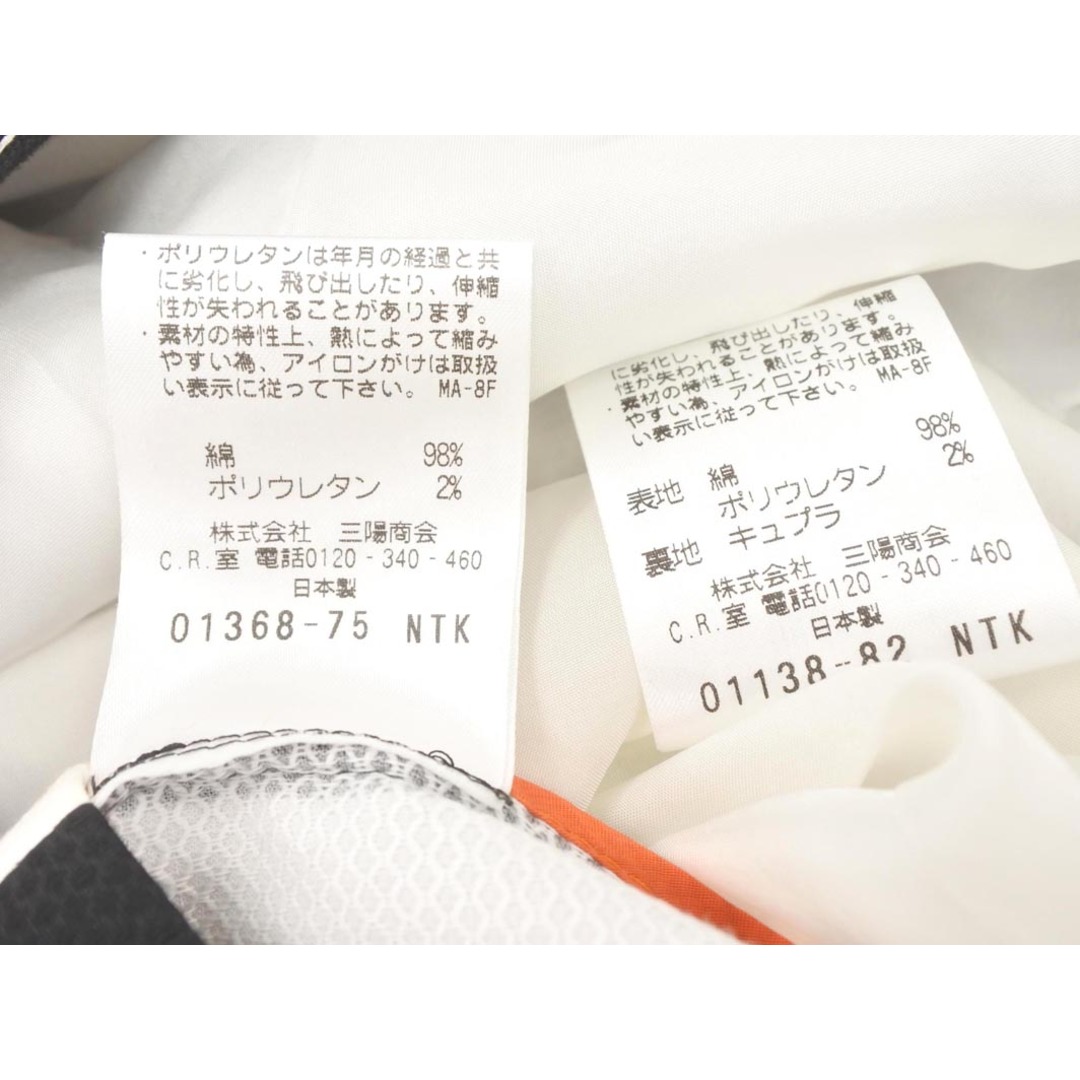 ・ポリウレタンは年月の経過と共
に劣化し、飛び出したり、伸縮
性が失われることがあります。
・素材の特性上、熱によって縮み
やすい為、アイロンがけは取扱
い表示に従って下さい。 MA-8F
綿 98%
ポリウレタン 2%
株式会社 三陽商会
C.R.室 電話0120-340-460
日本製
01368-75 NTK
に劣化し、飛び出したり、伸縮
性が失われることがあります。
・素材の特性上、熱によって縮み
やすい為、アイロンがけは取扱
い表示に従って下さい。 MA-8F
表地 綿 98%
ポリウレタン 2%
裏地 キュプラ
株式会社 三陽商会
C.R.室 電話0120-340-460
日本製
01138-82 NTK